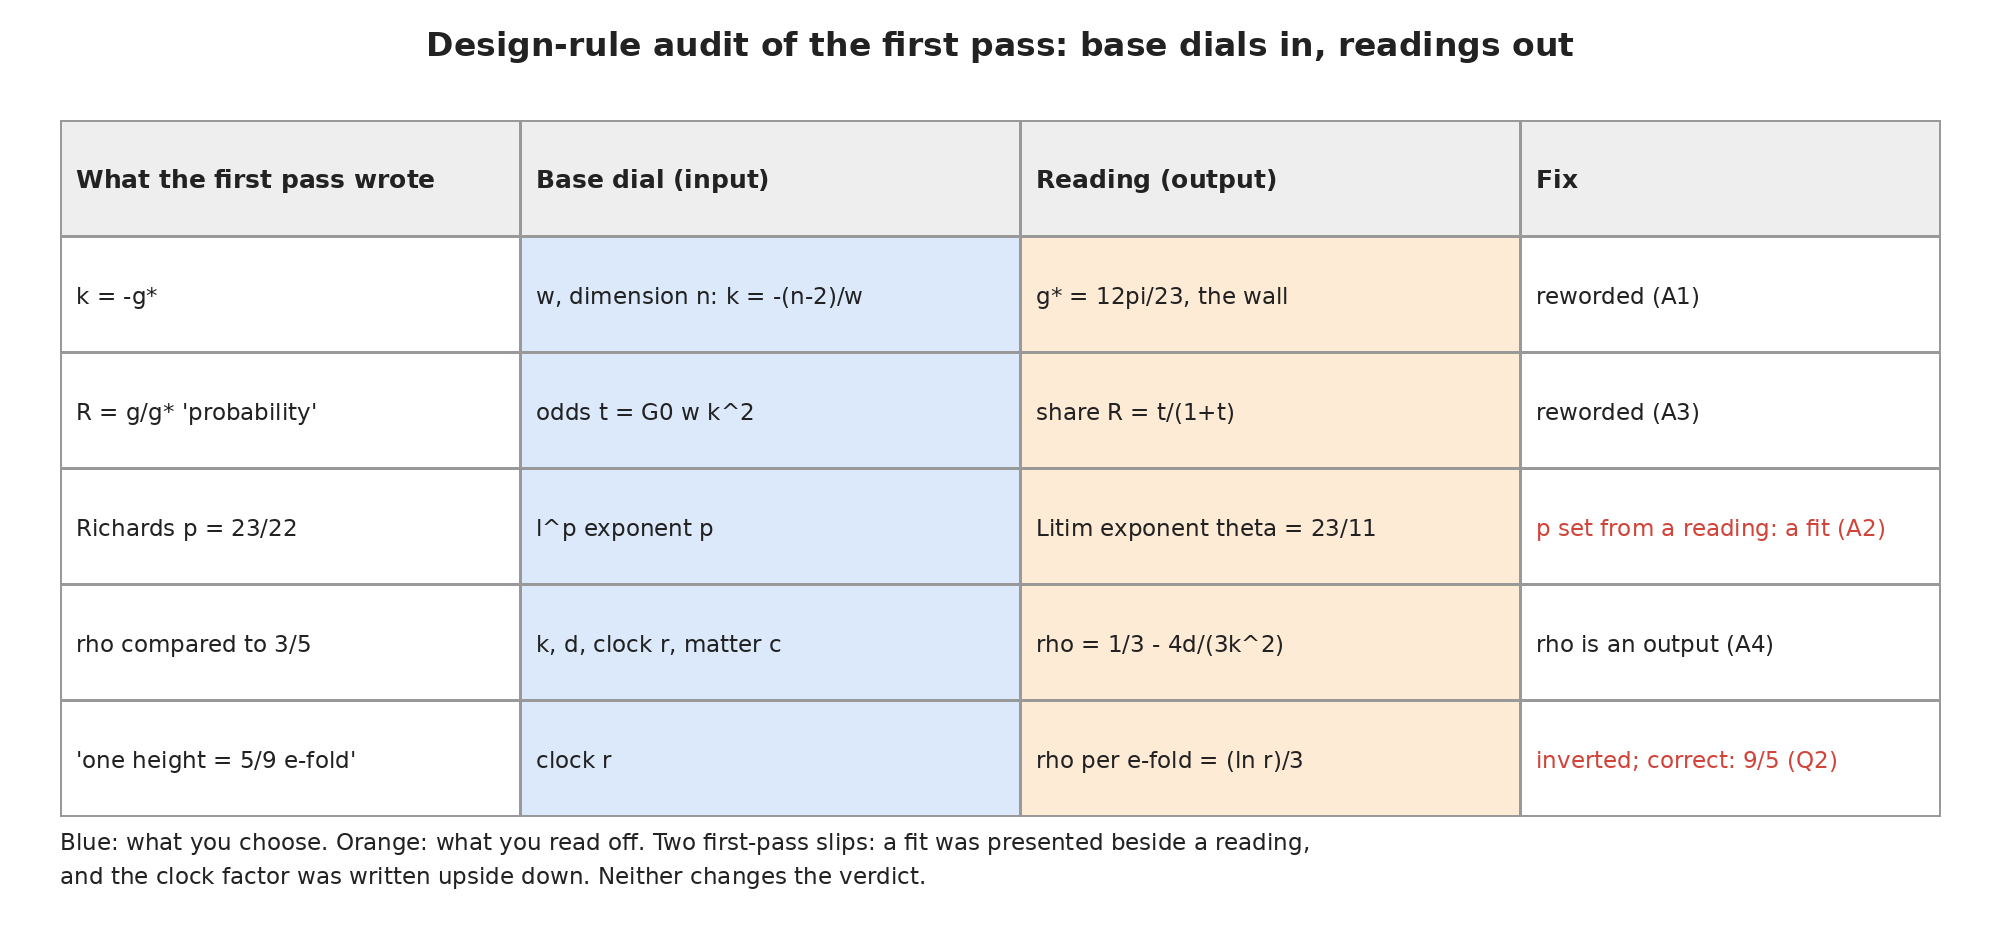 Design-rule audit of the first pass: base dials in, readings out
What the first pass wrote Base dial (input) Reading (output) Fix
k = -g* w, dimension n: k = -(n-2)/w g* = 12pi/23, the wall reworded (A1)
R = g/g* 'probability' odds t = G0 w k^2 share R = t/(1+t) reworded (A3)
Richards p = 23/22 l^p exponent p Litim exponent theta = 23/11 p set from a reading: a fit (A2)
rho compared to 3/5 k, d, clock r, matter c rho = 1/3 - 4d/(3k^2) rho is an output (A4)
'one height = 5/9 e-fold' clock r rho per e-fold = (ln r)/3 inverted; correct: 9/5 (Q2)
Blue: what you choose. Orange: what you read off. Two first-pass slips: a fit was presented beside a reading,
and the clock factor was written upside down. Neither changes the verdict.